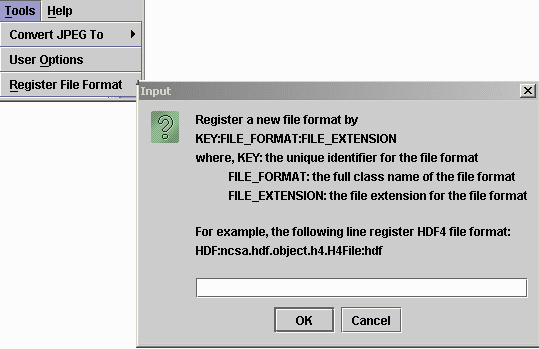 Tools Help
Convert JPEG To
User Options
Register File Format
Input
Register a new file format by
KEY:FILE_FORMAT:FILE_EXTENSION
where, KEY: the unique identifier for the file format
FILE_FORMAT: the full class name of the file format
FILE_EXTENSION: the file extension for the file format
For example, the following line register HDF4 file format:
HDF:ncsa.hdf.object.h4.H4File:hdf
OK Cancel